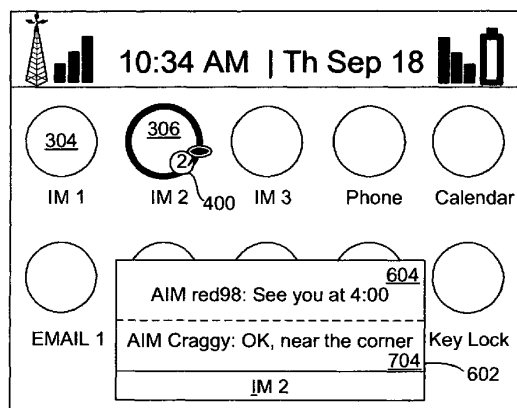 10:34 AM | Th Sep 18
304
306
2
400
IM 1
IM 2
IM 3
Phone
Calendar
604
AIM red98: See you at 4:00
EMAIL 1
AIM Craggy: OK, near the corner
Key Lock
704
602
IM 2